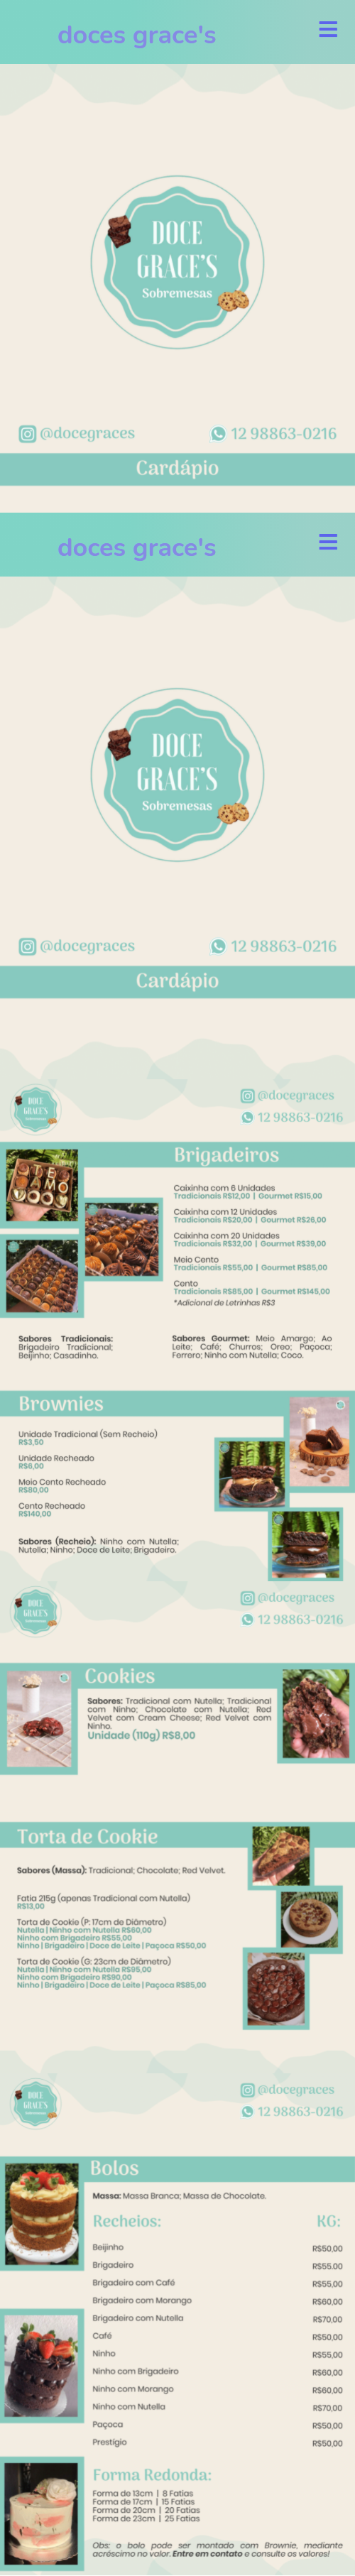 doces grace's
DOCE
GRACE'S
Sobremesas
@docegraces
12 98863-0216
Cardápio
doces grace's
DOCE
GRACE'S
Sobremesas
@docegraces
12 98863-0216
Cardápio
DOCE
GRACE'S
Sobremesas
@docegraces
12 98863-0216
Brigadeiros
Caixinha com 6 Unidades
Tradicionais R$12,00 | Gourmet R$15,00
Caixinha com 12 Unidades
Tradicionais R$20,00 | Gourmet R$26,00
Caixinha com 20 Unidades
Tradicionais R$32,00 | Gourmet R$39,00
Meio Cento
Tradicionais R$55,00 | Gourmet R$85,00
Cento
Tradicionais R$85,00 | Gourmet R$145,00
*Adicional de Letrinhas R$3
Sabores Tradicionais:
Brigadeiro Tradicional;
Beijinho; Casadinho.
Sabores Gourmet: Meio Amargo; Ao
Leite; Café; Churros; Oreo; Paçoca;
Ferrero; Ninho com Nutella; Coco.
Brownies
Unidade Tradicional (Sem Recheio)
R$3,50
Unidade Recheado
R$6,00
Meio Cento Recheado
R$80,00
Cento Recheado
R$140,00
Sabores (Recheio): Ninho com Nutella;
Nutella; Ninho; Doce de Leite; Brigadeiro.
DOCE
GRACE'S
Sobremesas
@docegraces
12 98863-0216
Cookies
Sabores: Tradicional com Nutella; Tradicional
com Ninho; Chocolate com Nutella; Red
Velvet com Cream Cheese; Red Velvet com
Ninho.
Unidade (110g) R$8,00
Torta de Cookie
Sabores (Massa): Tradicional; Chocolate; Red Velvet.
Fatia 215g (apenas Tradicional com Nutella)
R$13,00
Torta de Cookie (P: 17cm de Diâmetro)
Nutella | Ninho com Nutella R$60,00
Ninho com Brigadeiro R$55,00
Ninho | Brigadeiro | Doce de Leite | Paçoca R$50,00
Torta de Cookie (G: 23cm de Diâmetro)
Nutella | Ninho com Nutella R$95,00
Ninho com Brigadeiro R$90,00
Ninho | Brigadeiro | Doce de Leite | Paçoca R$85,00
DOCE
GRACE'S
Sobremesas
@docegraces
12 98863-0216
Bolos
Massa: Massa Branca; Massa de Chocolate.
Recheios: KG:
Beijinho R$50,00
Brigadeiro R$55,00
Brigadeiro com Café R$55,00
Brigadeiro com Morango R$60,00
Brigadeiro com Nutella R$70,00
Café R$50,00
Ninho R$55,00
Ninho com Brigadeiro R$60,00
Ninho com Morango R$60,00
Ninho com Nutella R$70,00
Paçoca R$50,00
Prestígio R$50,00
Forma Redonda:
Forma de 13cm | 8 Fatias
Forma de 17cm | 15 Fatias
Forma de 20cm | 20 Fatias
Forma de 23cm | 25 Fatias
Obs: o bolo pode ser montado com Brownie, mediante
acréscimo no valor. Entre em contato e consulte os valores!